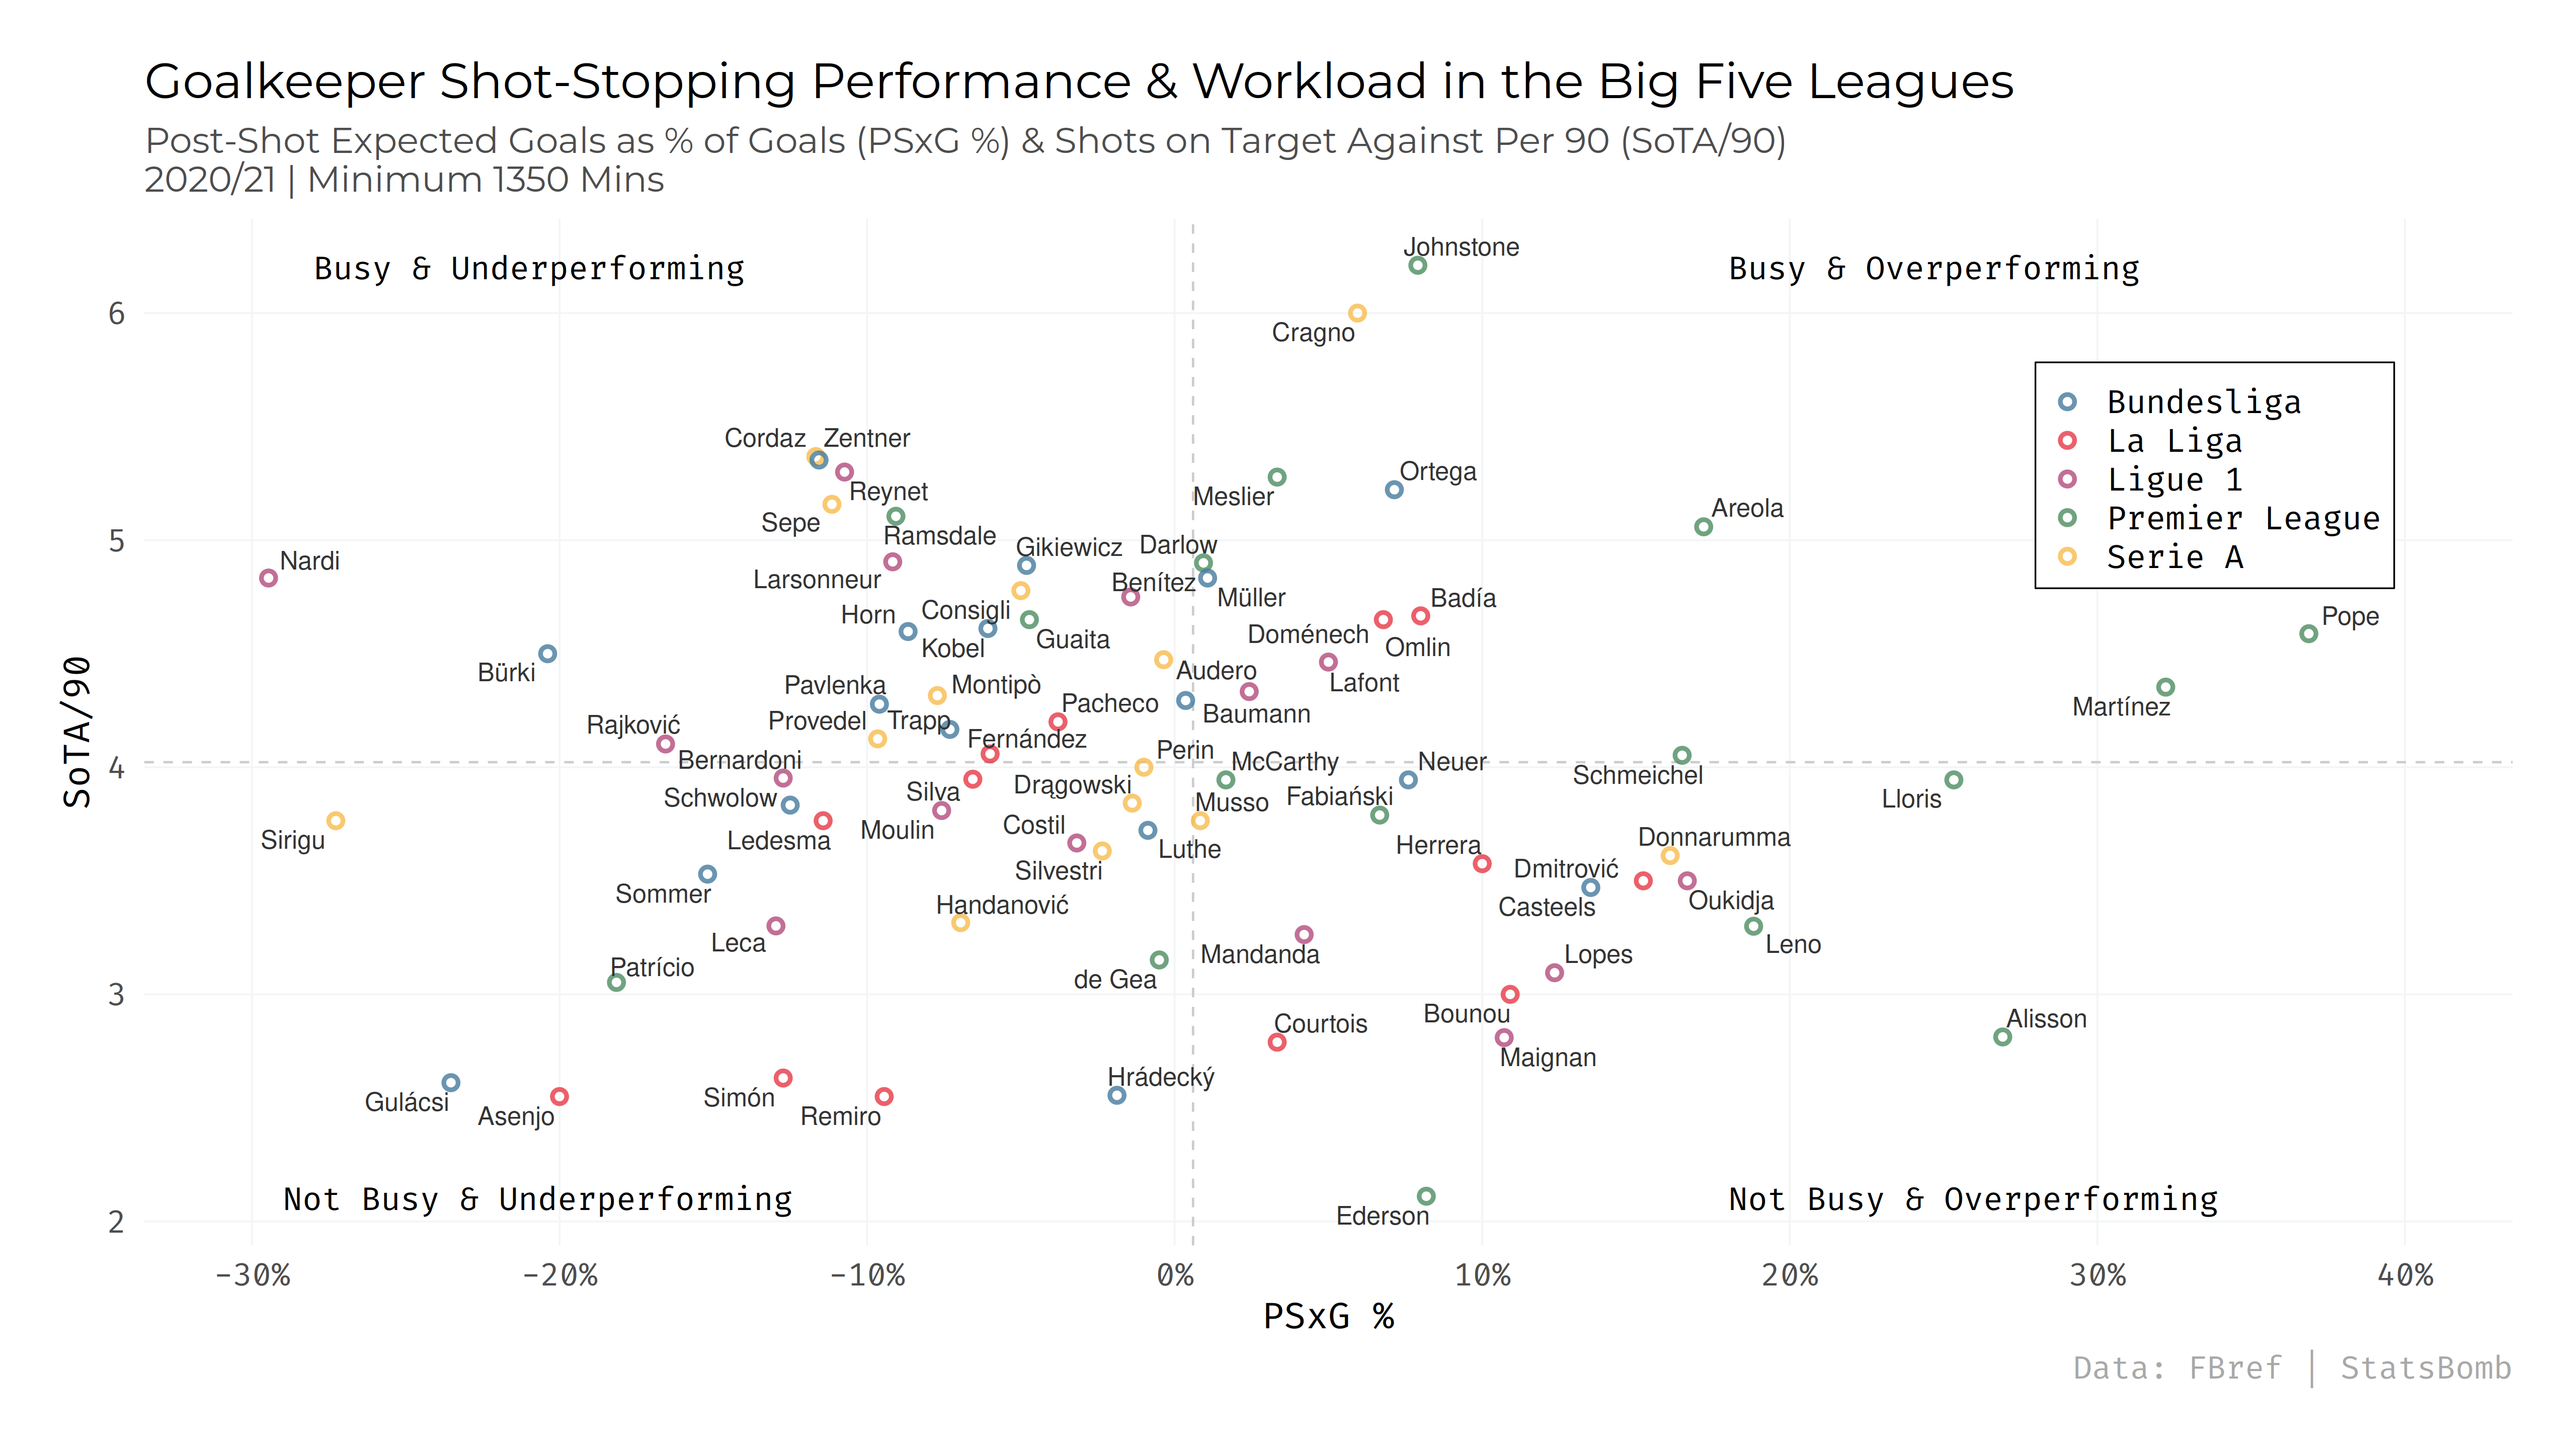 Goalkeeper Shot-Stopping Performance & Workload in the Big Five Leagues
Post-Shot Expected Goals as % of Goals (PSxG %) & Shots on Target Against Per 90 (SoTA/90)
2020/21 | Minimum 1350 Mins
Johnstone
Busy & Underperforming
Busy & Overperforming
6
Cragno
Bundesliga
La Liga
Ligue 1
Premier League
Serie A
Cordaz
Zentner
Ortega
Reynet
Meslier
Areola
Sepe
Ramsdale
5
Gikiewicz
Darlow
Nardi
Larsonneur
Benítez
Müller
Badía
Consigli
Horn
Pope
Doménech
Guaita
Omlin
Kobel
Bürki
Audero
Lafont
Pavlenka
Montipò
Pacheco
Martínez
Baumann
Provedel
Trapp
Rajković
Fernández
Perin
Bernardoni
McCarthy
Neuer
4
Schmeichel
Drągowski
Silva
Schwolow
Fabiański
Lloris
Musso
Costil
Moulin
Donnarumma
Sirigu
Ledesma
Herrera
Luthe
Dmitrović
Silvestri
Sommer
Oukidja
Handanović
Casteels
Leca
Leno
Mandanda
Lopes
Patrício
de Gea
3
Bounou
Courtois
Alisson
Maignan
Hrádecký
Simón
Gulácsi
Asenjo
Remiro
Not Busy & Underperforming
Not Busy & Overperforming
Ederson
2
SoTA/90
-30%
-20%
-10%
0%
10%
20%
30%
40%
PSxG %
Data: FBref | StatsBomb